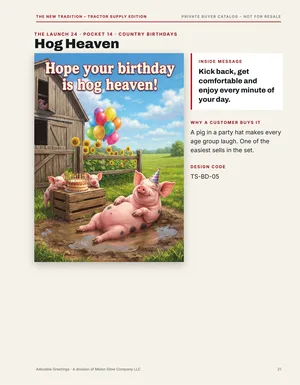 THE NEW TRADITION – TRACTOR SUPPLY EDITION
PRIVATE BUYER CATALOG – NOT FOR RESALE
THE LAUNCH 24 · POCKET 14 · COUNTRY BIRTHDAYS
Hog Heaven
Hope your birthday
is hog heaven!
INSIDE MESSAGE
Kick back, get
comfortable and
enjoy every minute of
your day.
WHY A CUSTOMER BUYS IT
A pig in a party hat makes every
age group laugh. One of the
easiest sells in the set.
DESIGN CODE
TS-BD-05
Adorable Greetings · A division of Melon Glow Company LLC